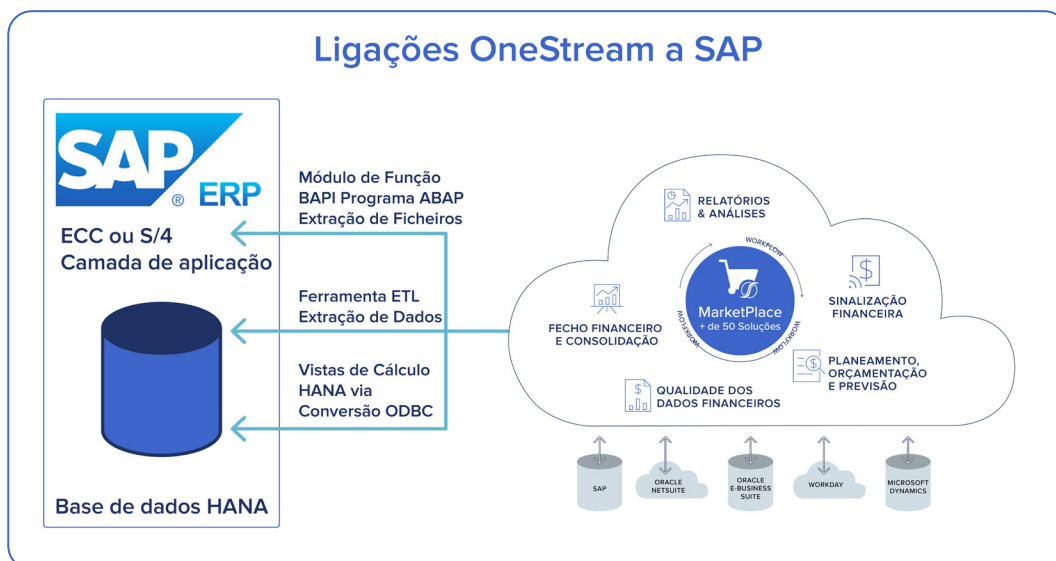 Ligações OneStream a SAP
SAP
®
ERP
ECC ou S/4
Camada de aplicação
Base de dados HANA
Módulo de Função
BAPI Programa ABAP
Extração de Ficheiros
Ferramenta ETL
Extração de Dados
Vistas de Cálculo
HANA via
Conversão ODBC
RELATÓRIOS
& ANÁLISES
WORKFLOW
WORKFLOW
WORKFLOW
MarketPlace
+ de 50 Soluções
FECHO FINANCEIRO
E CONSOLIDAÇÃO
SINALIZAÇÃO
FINANCEIRA
PLANEAMENTO,
ORÇAMENTAÇÃO
E PREVISÃO
QUALIDADE DOS
DADOS FINANCEIROS
SAP
ORACLE
NETSUITE
ORACLE
E-BUSINESS
SUITE
WORKDAY
MICROSOFT
DYNAMICS